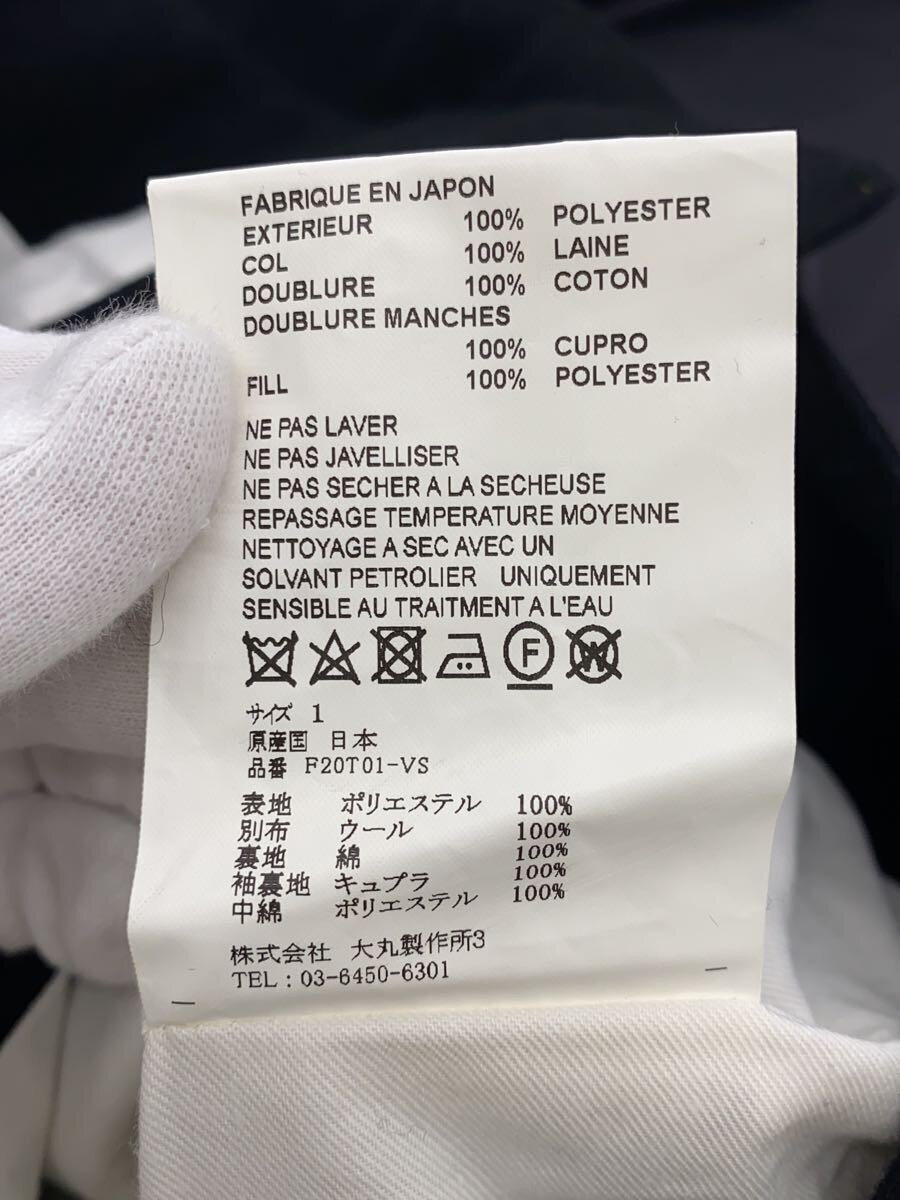 FABRIQUE EN JAPON
EXTERIEUR 100% POLYESTER
COL 100% LAINE
DOUBLURE 100% COTON
DOUBLURE MANCHES
100% CUPRO
FILL 100% POLYESTER
NE PAS LAVER
NE PAS JAVELLISER
NE PAS SECHER A LA SECHEUSE
REPASSAGE TEMPERATURE MOYENNE
NETTOYAGE A SEC AVEC UN
SOLVANT PETROLIER UNIQUEMENT
SENSIBLE AU TRAITMENT A L'EAU
F W
サイズ 1
原産国 日本
品番 F20T01-VS
表地 ポリエステル 100%
別布 ウール 100%
裏地 綿 100%
袖裏地 キュプラ 100%
中綿 ポリエステル 100%
株式会社 大丸製作所3
TEL：03-6450-6301